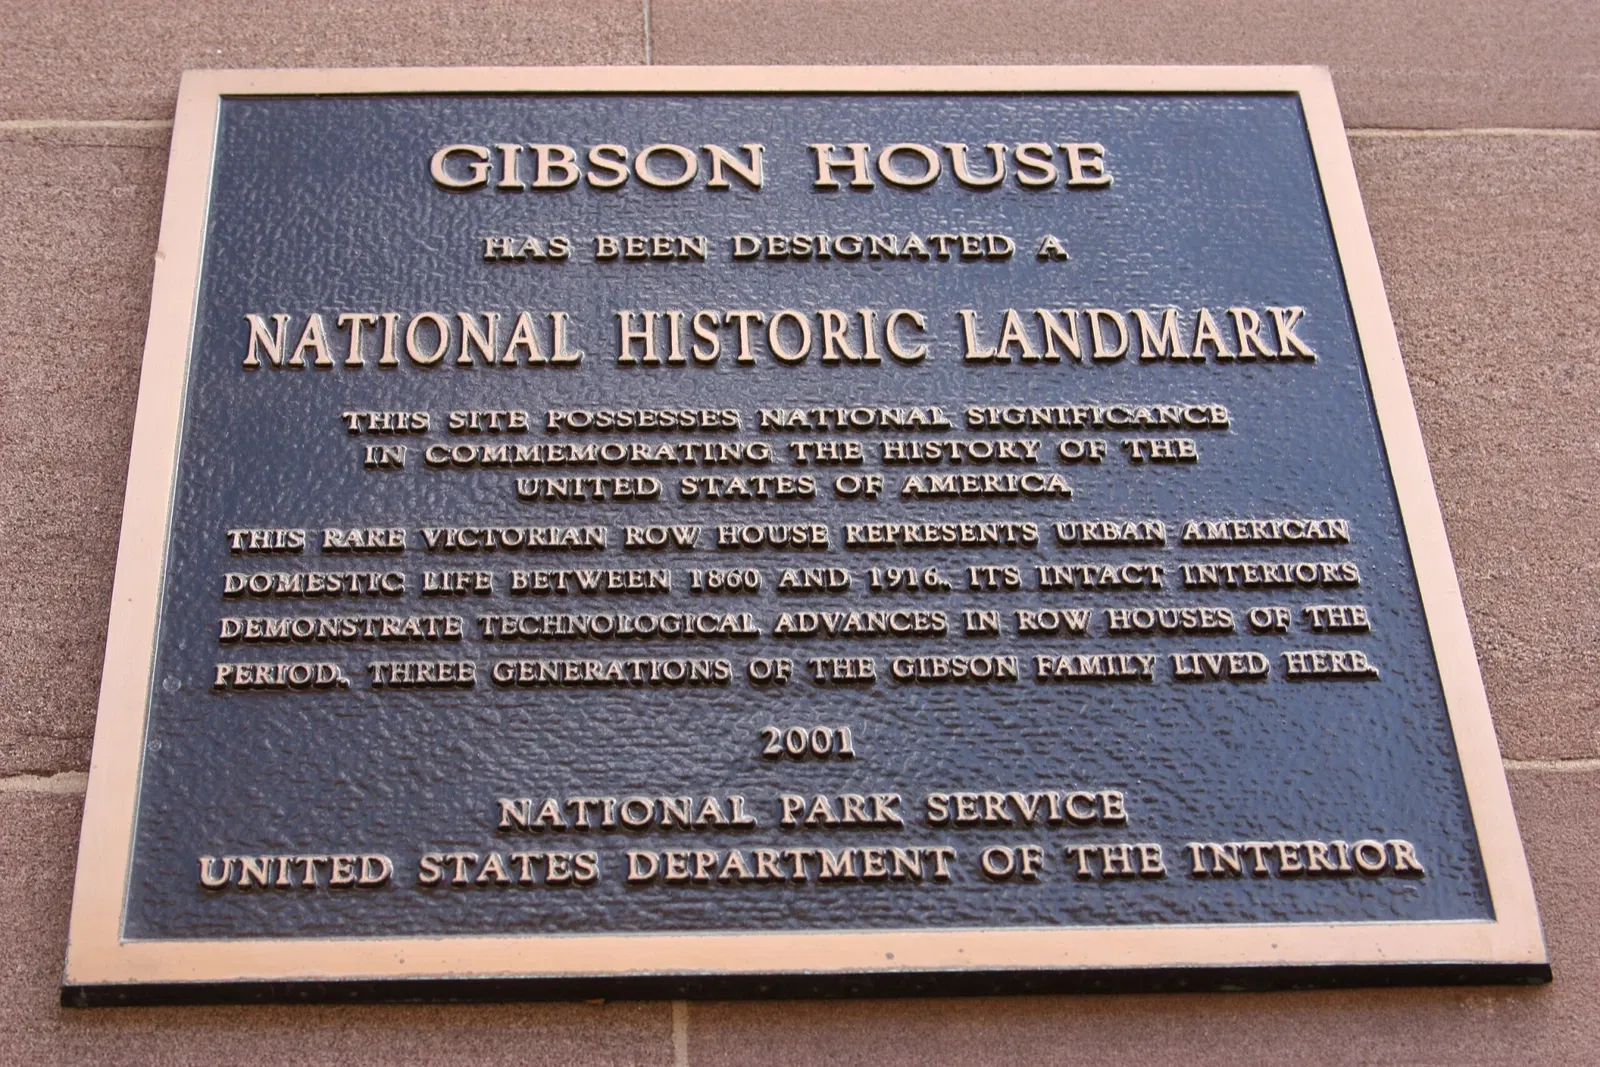 GIBSON HOUSE
HAS BEEN DESIGNATED A
NATIONAL HISTORIC LANDMARK
THIS SITE POSSESSES NATIONAL SIGNIFICANCE
IN COMMEMORATING THE HISTORY OF THE
UNITED STATES OF AMERICA
THIS RARE VICTORIAN ROW HOUSE REPRESENTS URBAN AMERICAN
DOMESTIC LIFE BETWEEN 1860 AND 1916. ITS INTACT INTERIORS
DEMONSTRATE TECHNOLOGICAL ADVANCES IN ROW HOUSES OF THE
PERIOD. THREE GENERATIONS OF THE GIBSON FAMILY LIVED HERE.
2001
NATIONAL PARK SERVICE
UNITED STATES DEPARTMENT OF THE INTERIOR